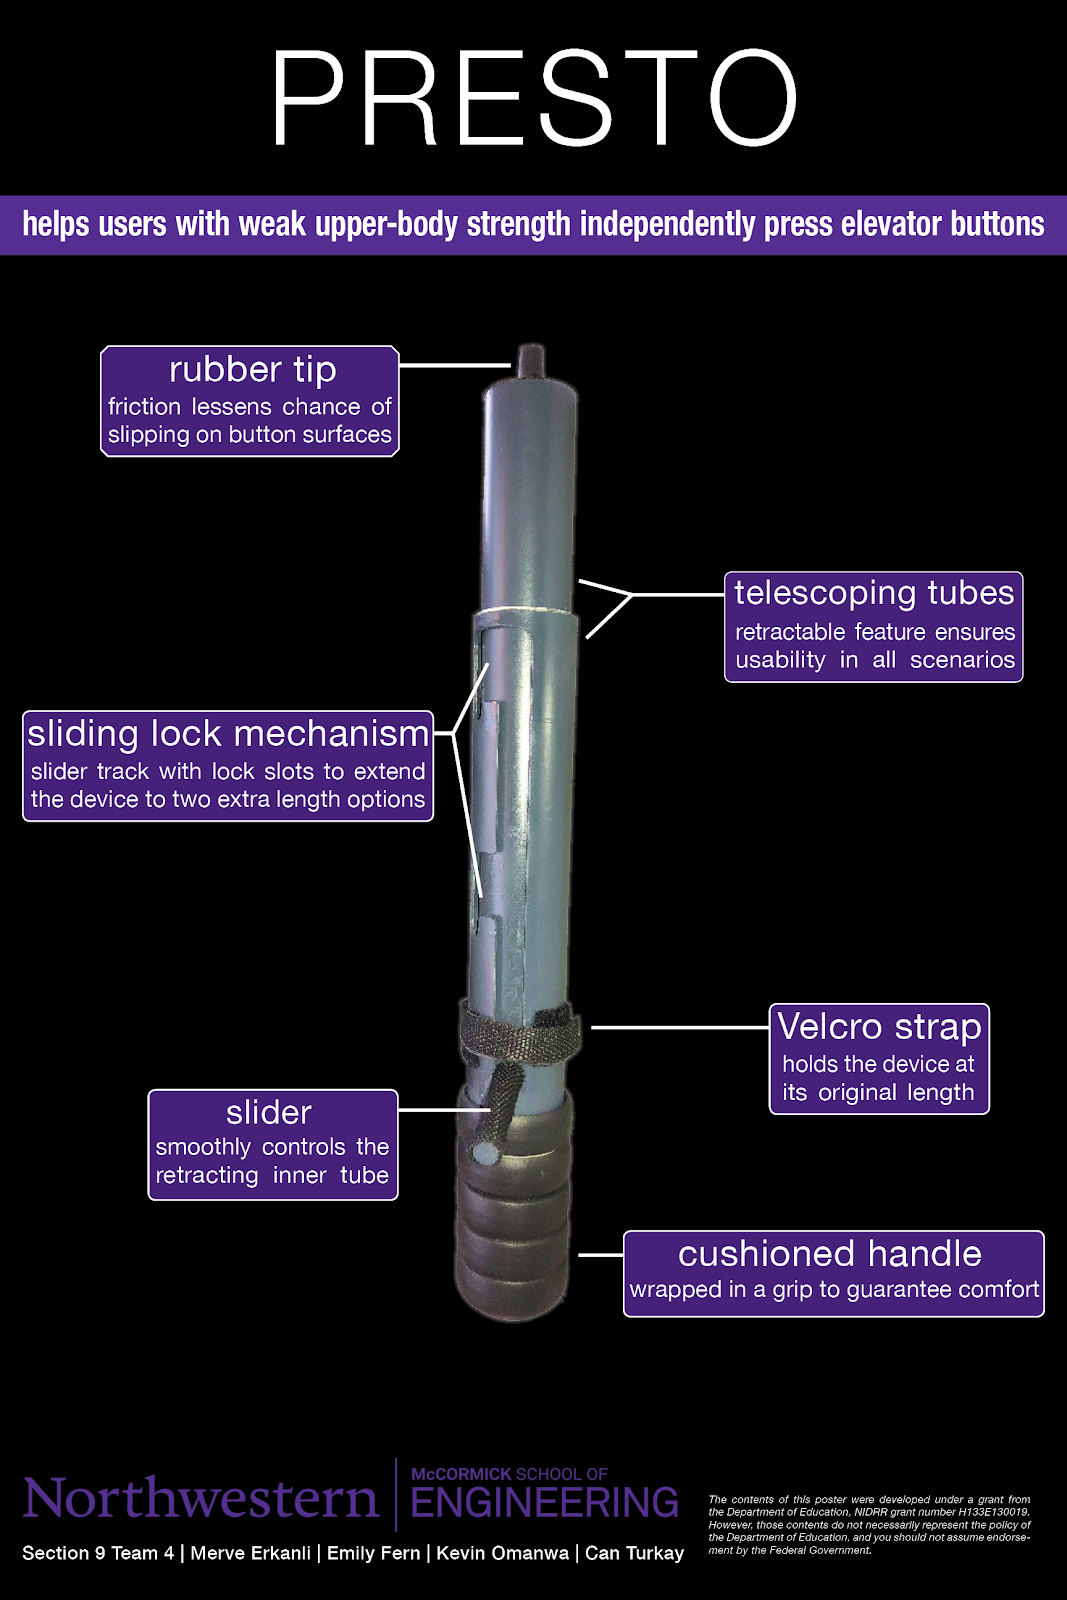 PRESTO
helps users with weak upper-body strength independently press elevator buttons
rubber tip
friction lessens chance of
slipping on button surfaces
telescoping tubes
retractable feature ensures
usability in all scenarios
sliding lock mechanism
slider track with lock slots to extend
the device to two extra length options
Velcro strap
holds the device at
its original length
slider
smoothly controls the
retracting inner tube
cushioned handle
wrapped in a grip to guarantee comfort
Northwestern
McCORMICK SCHOOL OF
ENGINEERING
Section 9 Team 4 | Merve Erkanli | Emily Fern | Kevin Omanwa | Can Turkay
The contents of this poster were developed under a grant from
the Department of Education, NIDRR grant number H133E130019.
However, those contents do not necessarily represent the policy of
the Department of Education, and you should not assume endorse-
ment by the Federal Government.